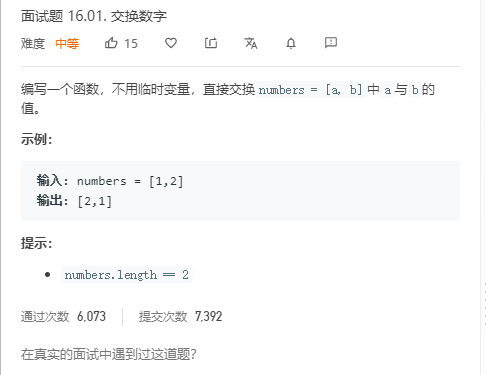 面试题 16.01. 交换数字
难度 中等 15
编写一个函数，不用临时变量，直接交换 numbers = [a, b] 中 a 与 b 的
值。
示例：
输入: numbers = [1,2]
输出: [2,1]
提示：
• numbers.length == 2
通过次数 6,073 提交次数 7,392
在真实的面试中遇到过这道题？